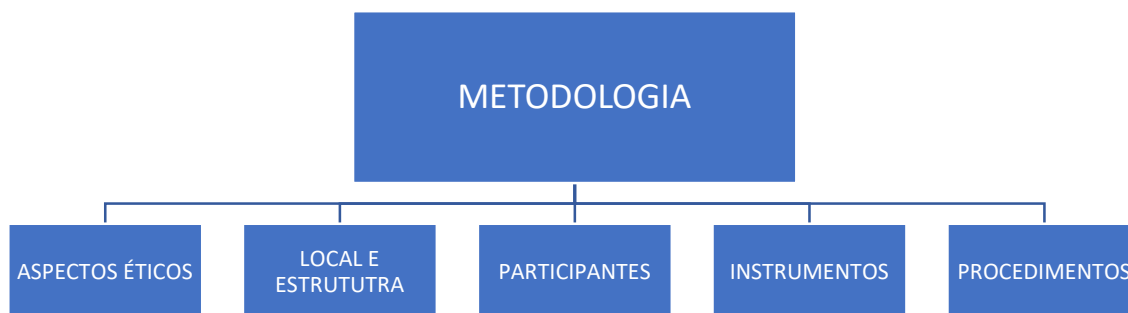 METODOLOGIA
ASPECTOS ÉTICOS
LOCAL E
ESTRUTUTRA
PARTICIPANTES
INSTRUMENTOS
PROCEDIMENTOS